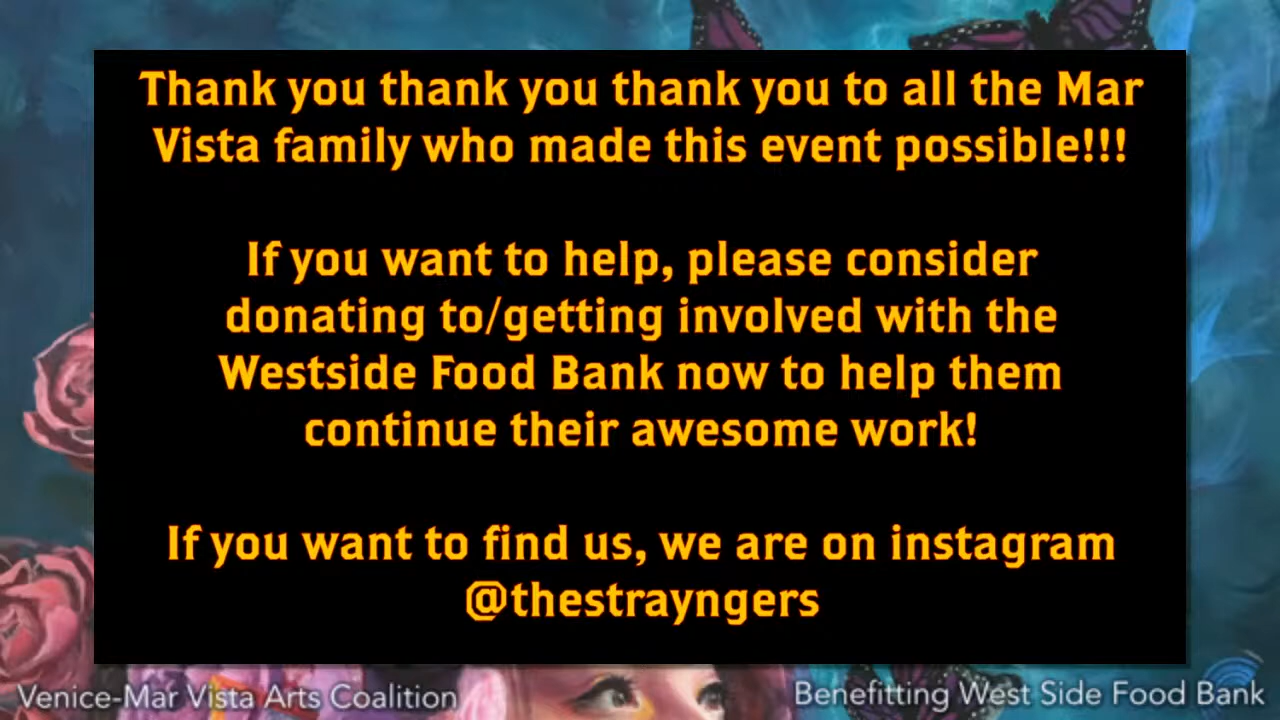 Thank you thank you thank you to all the Mar
Vista family who made this event possible!!!
If you want to help, please consider
donating to/getting involved with the
Westside Food Bank now to help them
continue their awesome work!
If you want to find us, we are on instagram
@thestrayngers
Venice-Mar Vista Arts Coalition
Benefitting West Side Food Bank